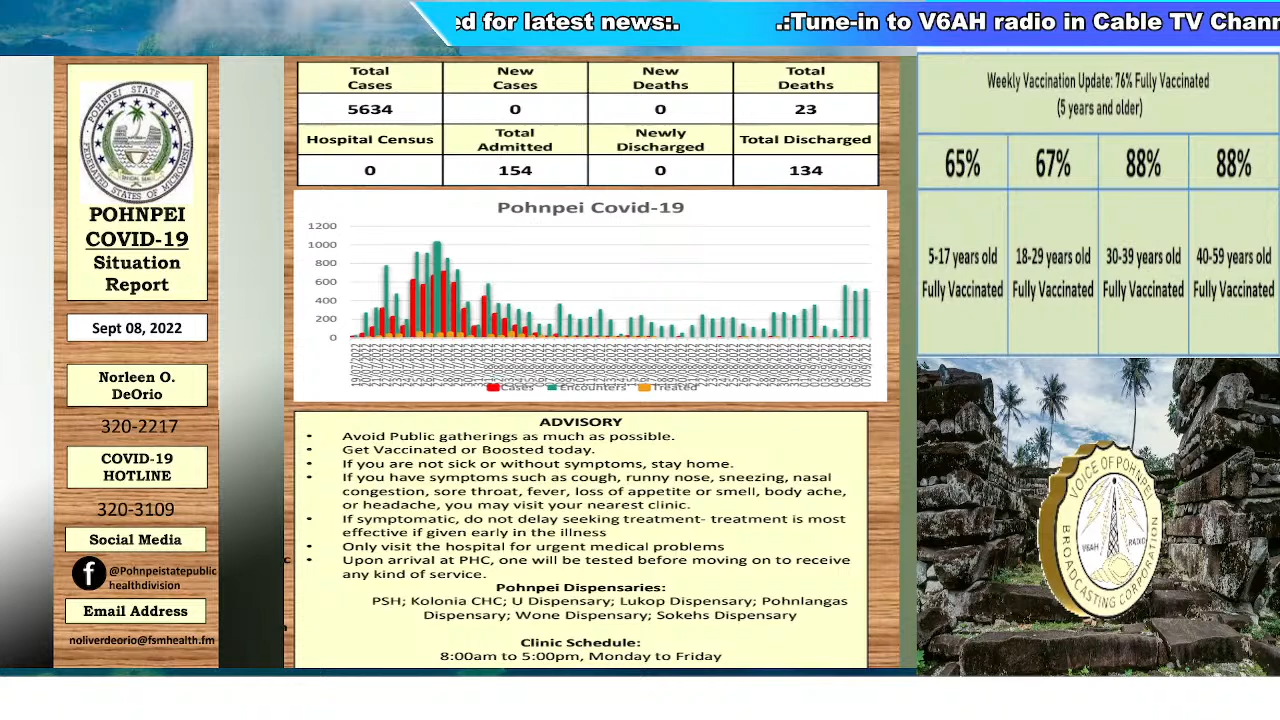 ed for latest news:. .:Tune-in to V6AH radio in Cable TV Chann
POHNPEI STATE SEAL
FEDERATED STATES OF MICRONESIA
POHNPEI
COVID-19
Situation
Report
Sept 08, 2022
Norleen O.
DeOrio
320-2217
COVID-19
HOTLINE
320-3109
Social Media
@Pohnpeistatepublic
healthdivision
Email Address
noliverdeorio@fsmhealth.fm
Total Cases New Cases New Deaths Total Deaths
5634 0 0 23
Hospital Census Total Admitted Newly Discharged Total Discharged
0 154 0 134
Pohnpei Covid-19
1200
1000
800
600
400
200
0
Cases Encounters Treated
ADVISORY
• Avoid Public gatherings as much as possible.
• Get Vaccinated or Boosted today.
• If you are not sick or without symptoms, stay home.
• If you have symptoms such as cough, runny nose, sneezing, nasal
congestion, sore throat, fever, loss of appetite or smell, body ache,
or headache, you may visit your nearest clinic.
• If symptomatic, do not delay seeking treatment- treatment is most
effective if given early in the illness
• Only visit the hospital for urgent medical problems
• Upon arrival at PHC, one will be tested before moving on to receive
any kind of service.
Pohnpei Dispensaries:
PSH; Kolonia CHC; U Dispensary; Lukop Dispensary; Pohnlangas
Dispensary; Wone Dispensary; Sokehs Dispensary
Clinic Schedule:
8:00am to 5:00pm, Monday to Friday
Weekly Vaccination Update: 76% Fully Vaccinated
(5 years and older)
65% 67% 88% 88%
5-17 years old 18-29 years old 30-39 years old 40-59 years old
Fully Vaccinated Fully Vaccinated Fully Vaccinated Fully Vaccinated
VOICE OF POHNPEI
V6AH RADIO
BROADCASTING CORPORATION